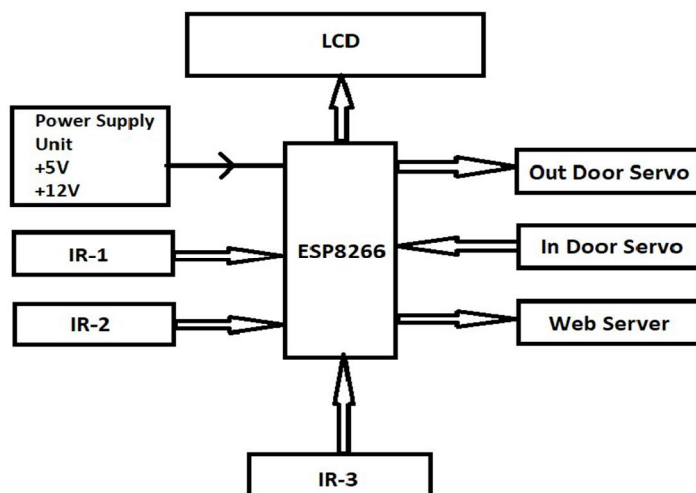 LCD
Power Supply
Unit
+5V
+12V
Out Door Servo
IR-1
ESP8266
In Door Servo
IR-2
Web Server
IR-3